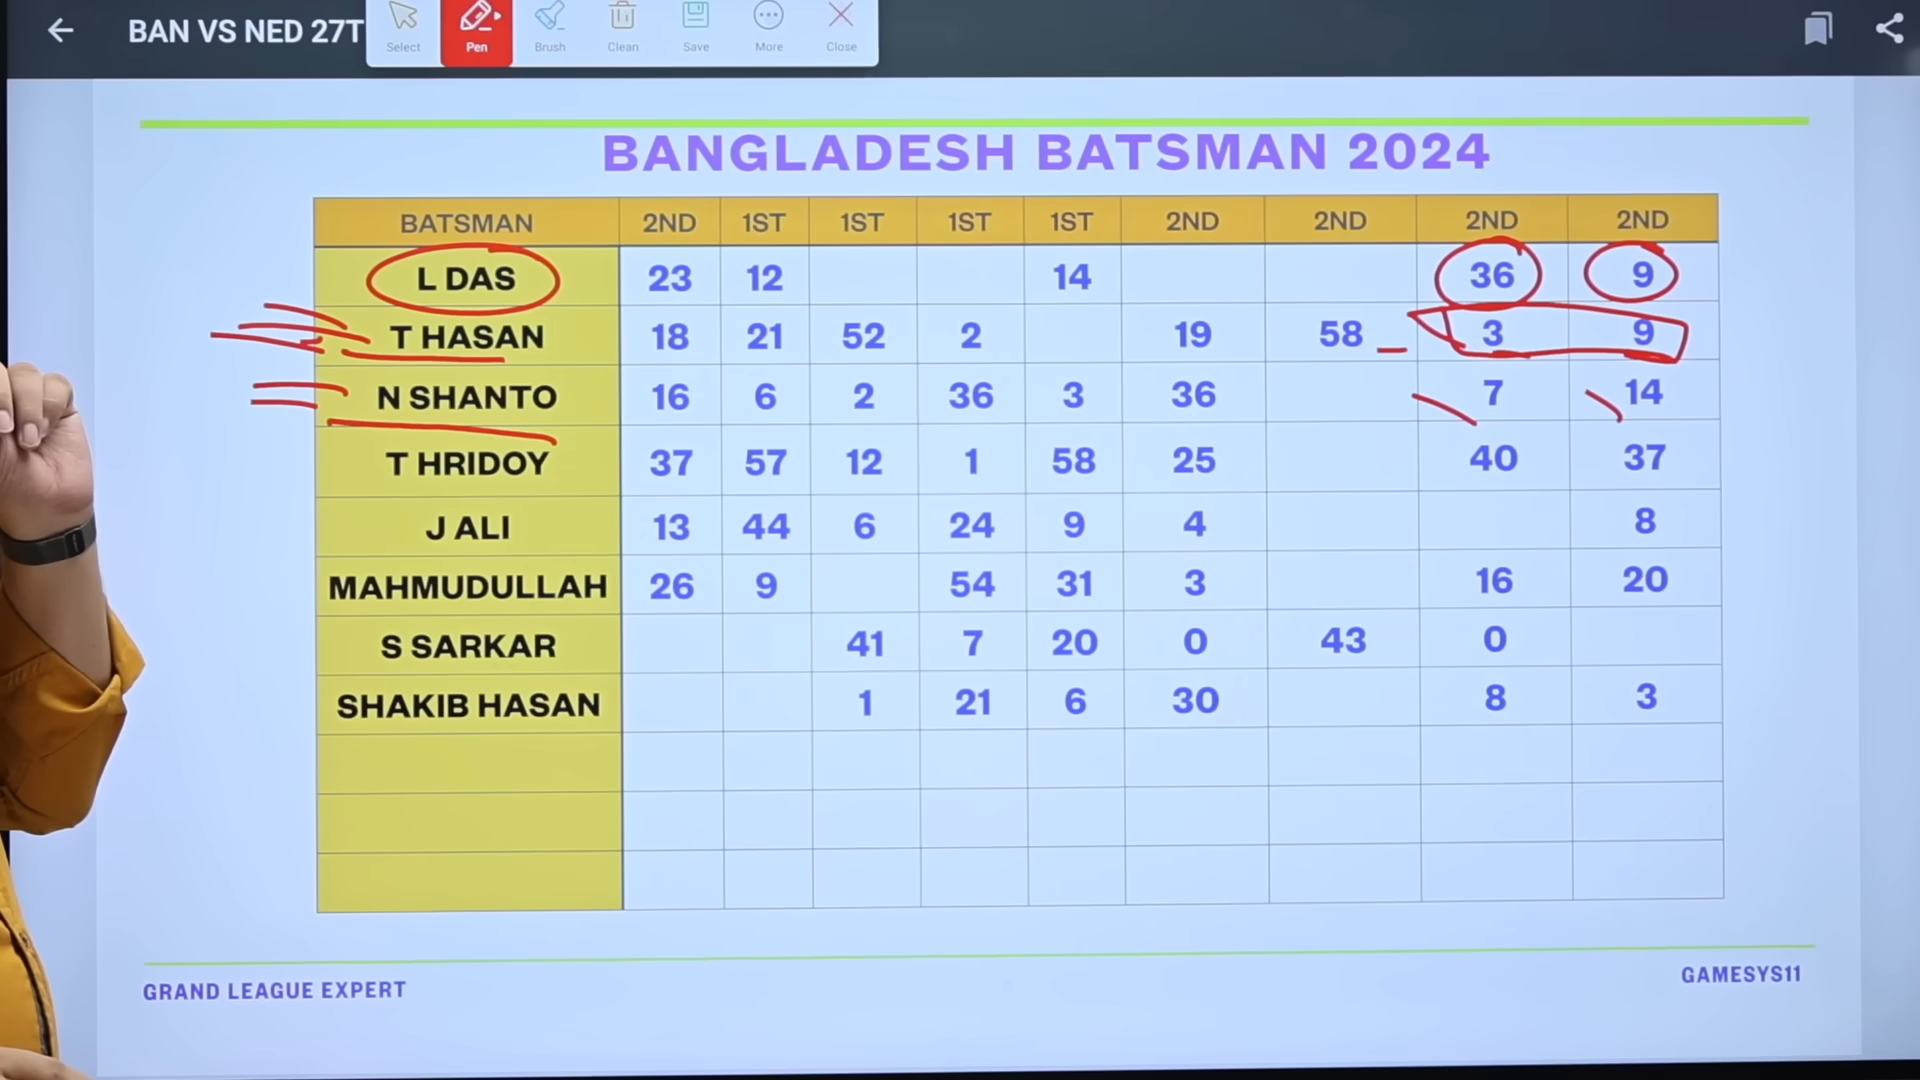 BAN VS NED 27T
Select
Pen
Brush
Clean
Save
More
Close
BANGLADESH BATSMAN 2024
BATSMAN 2ND 1ST 1ST 1ST 1ST 2ND 2ND 2ND 2ND
L DAS 23 12 14 36 9
T HASAN 18 21 52 2 19 58 3 9
N SHANTO 16 6 2 36 3 36 7 14
T HRIDOY 37 57 12 1 58 25 40 37
J ALI 13 44 6 24 9 4 8
MAHMUDULLAH 26 9 54 31 3 16 20
S SARKAR 41 7 20 0 43 0
SHAKIB HASAN 1 21 6 30 8 3
GRAND LEAGUE EXPERT
GAMESYS11